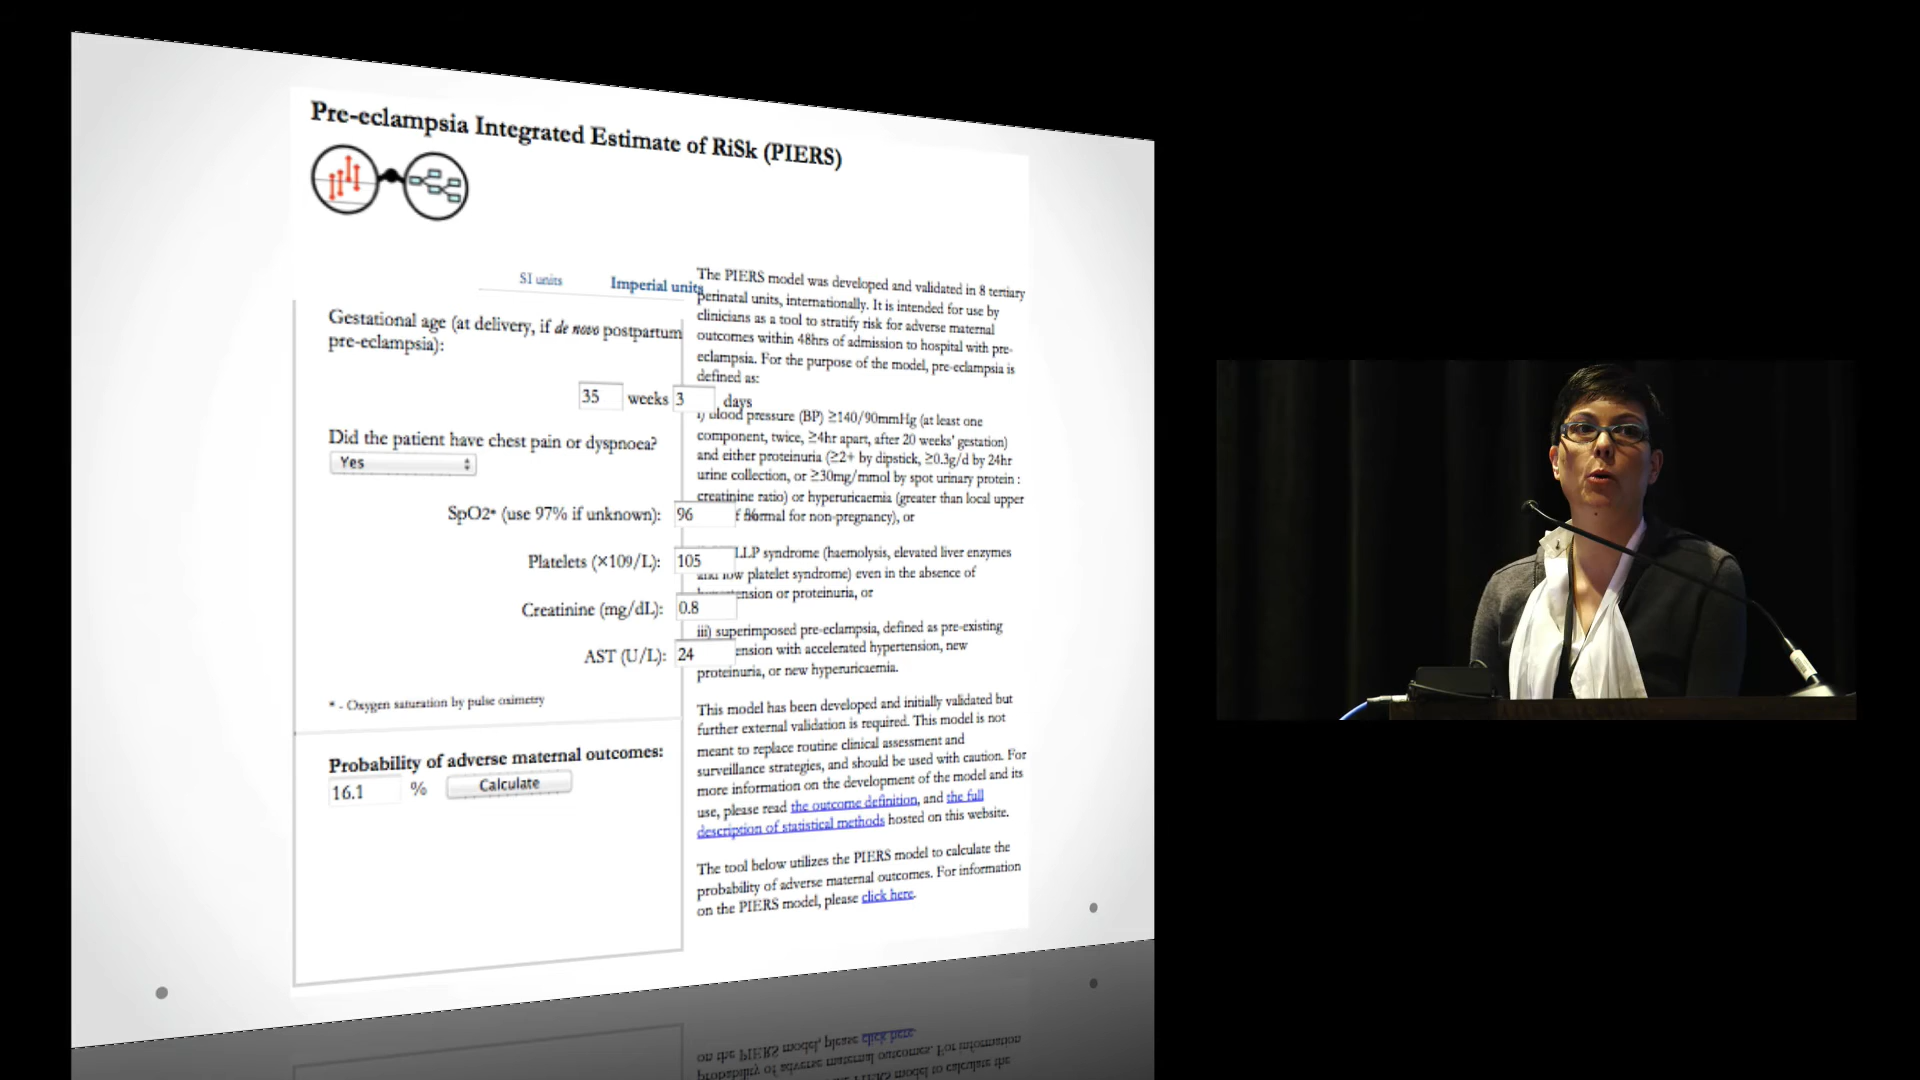 Pre-eclampsia Integrated Estimate of RiSk (PIERS)
SI units Imperial units
Gestational age (at delivery, if de novo postpartum
pre-eclampsia):
35 weeks 3 days
Did the patient have chest pain or dyspnoea?
Yes
SpO2* (use 97% if unknown): 96
Platelets (×109/L): 105
Creatinine (mg/dL): 0.8
AST (U/L): 24
* - Oxygen saturation by pulse oximetry
Probability of adverse maternal outcomes:
16.1 % Calculate
The PIERS model was developed and validated in 8 tertiary
perinatal units, internationally. It is intended for use by
clinicians as a tool to stratify risk for adverse maternal
outcomes within 48hrs of admission to hospital with pre-
eclampsia. For the purpose of the model, pre-eclampsia is
defined as:
i) blood pressure (BP) ≥140/90mmHg (at least one
component, twice, ≥4hr apart, after 20 weeks' gestation)
and either proteinuria (≥2+ by dipstick, ≥0.3g/d by 24hr
urine collection, or ≥30mg/mmol by spot urinary protein :
creatinine ratio) or hyperuricaemia (greater than local upper
normal for non-pregnancy), or
LLP syndrome (haemolysis, elevated liver enzymes
and low platelet syndrome) even in the absence of
ension or proteinuria, or
iii) superimposed pre-eclampsia, defined as pre-existing
ension with accelerated hypertension, new
proteinuria, or new hyperuricaemia.
This model has been developed and initially validated but
further external validation is required. This model is not
meant to replace routine clinical assessment and
surveillance strategies, and should be used with caution. For
more information on the development of the model and its
use, please read the outcome definition, and the full
description of statistical methods hosted on this website.
The tool below utilizes the PIERS model to calculate the
probability of adverse maternal outcomes. For information
on the PIERS model, please click here.